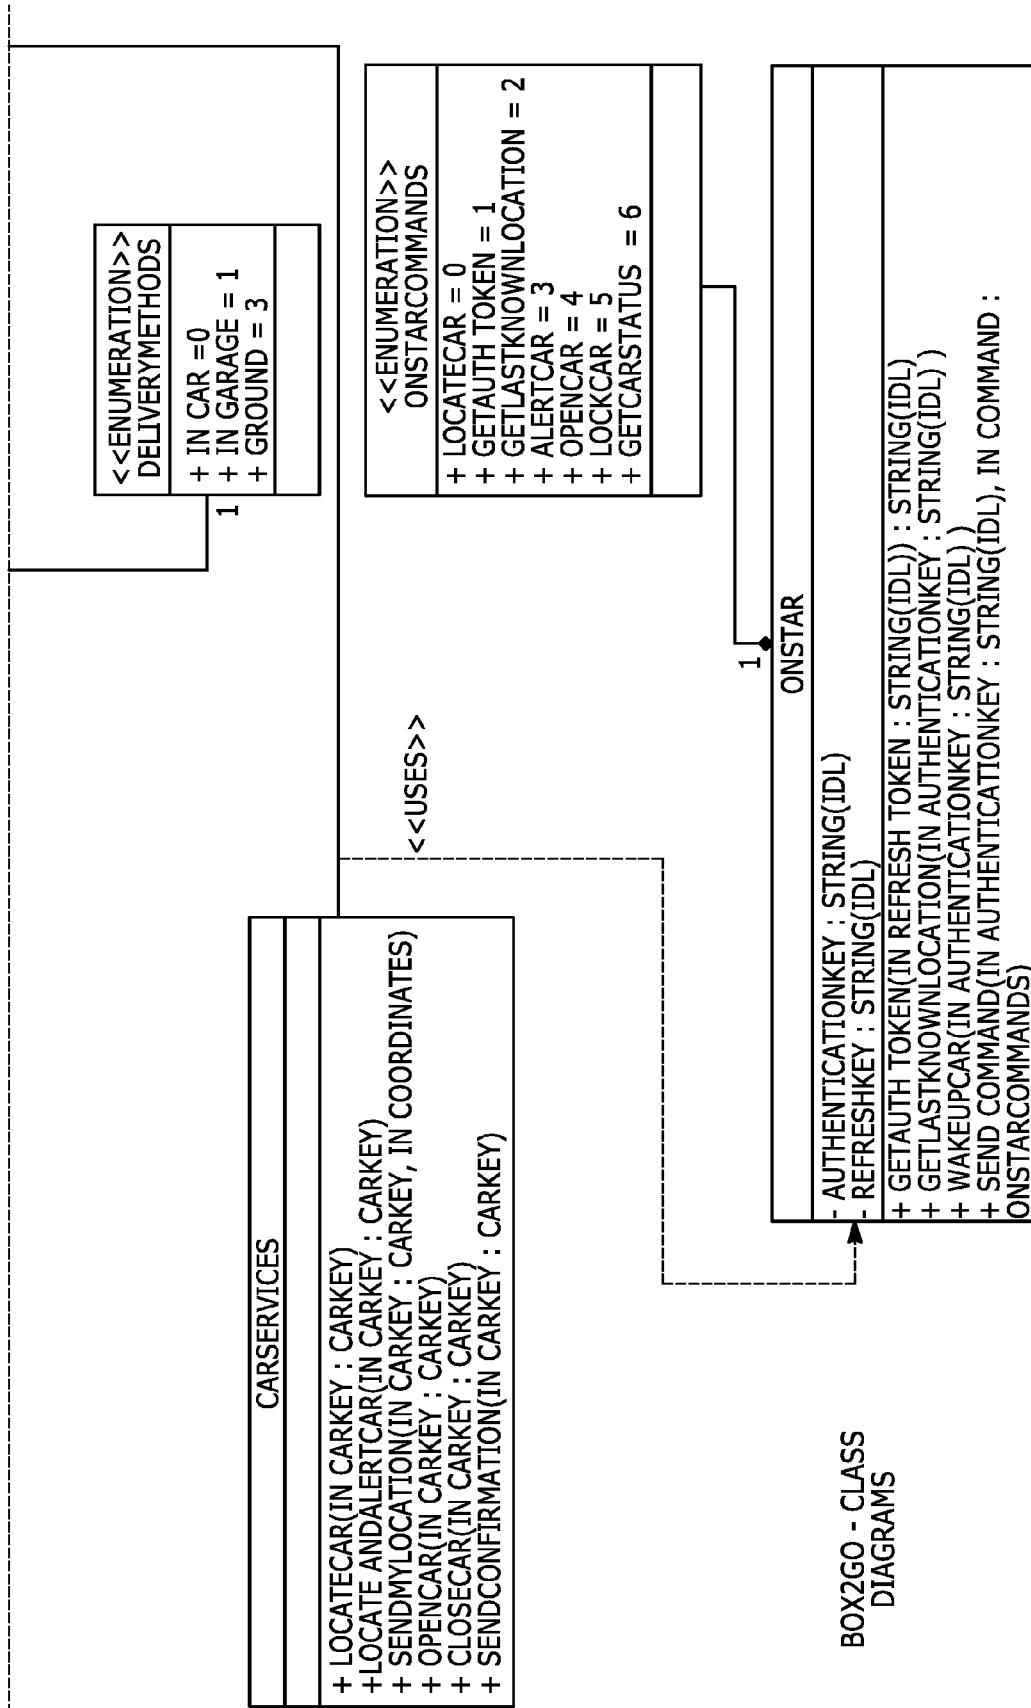 CARSERVICES
+ LOCATECAR(IN CARKEY : CARKEY)
+LOCATE ANDALERTCAR(IN CARKEY : CARKEY)
+ SENDMYLOCATION(IN CARKEY : CARKEY, IN COORDINATES)
+ OPENCAR(IN CARKEY : CARKEY)
+ CLOSECAR(IN CARKEY : CARKEY)
+ SENDCONFIRMATION(IN CARKEY : CARKEY)
<<ENUMERATION>>
DELIVERYMETHODS
+ IN CAR =0
+ IN GARAGE = 1
+ GROUND = 3
1
<<USES>>
<<ENUMERATION>>
ONSTARCOMMANDS
+ LOCATECAR = 0
+ GETAUTH TOKEN = 1
+ GETLASTKNOWNLOCATION = 2
+ ALERTCAR = 3
+ OPENCAR = 4
+ LOCKCAR = 5
+ GETCARSTATUS = 6
1
ONSTAR
- AUTHENTICATIONKEY : STRING(IDL)
- REFRESHKEY : STRING(IDL)
+ GETAUTH TOKEN(IN REFRESH TOKEN : STRING(IDL)) : STRING(IDL)
+ GETLASTKNOWNLOCATION(IN AUTHENTICATIONKEY : STRING(IDL) )
+ WAKEUPCAR(IN AUTHENTICATIONKEY : STRING(IDL) )
+ SEND COMMAND(IN AUTHENTICATIONKEY : STRING(IDL), IN COMMAND :
ONSTARCOMMANDS)
BOX2GO - CLASS
DIAGRAMS